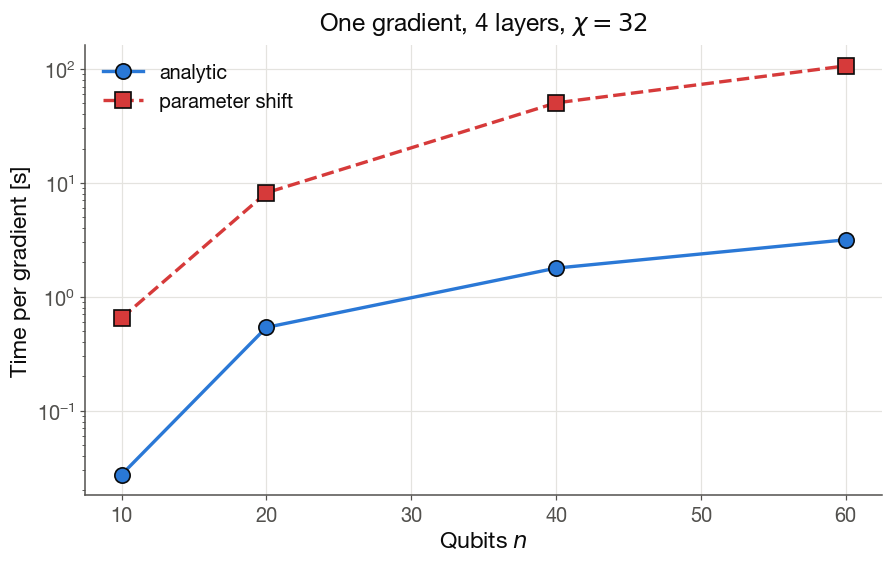 One gradient, 4 layers, χ = 32
analytic
parameter shift
Time per gradient [s]
10²
10¹
10⁰
10⁻¹
10 20 30 40 50 60
Qubits n